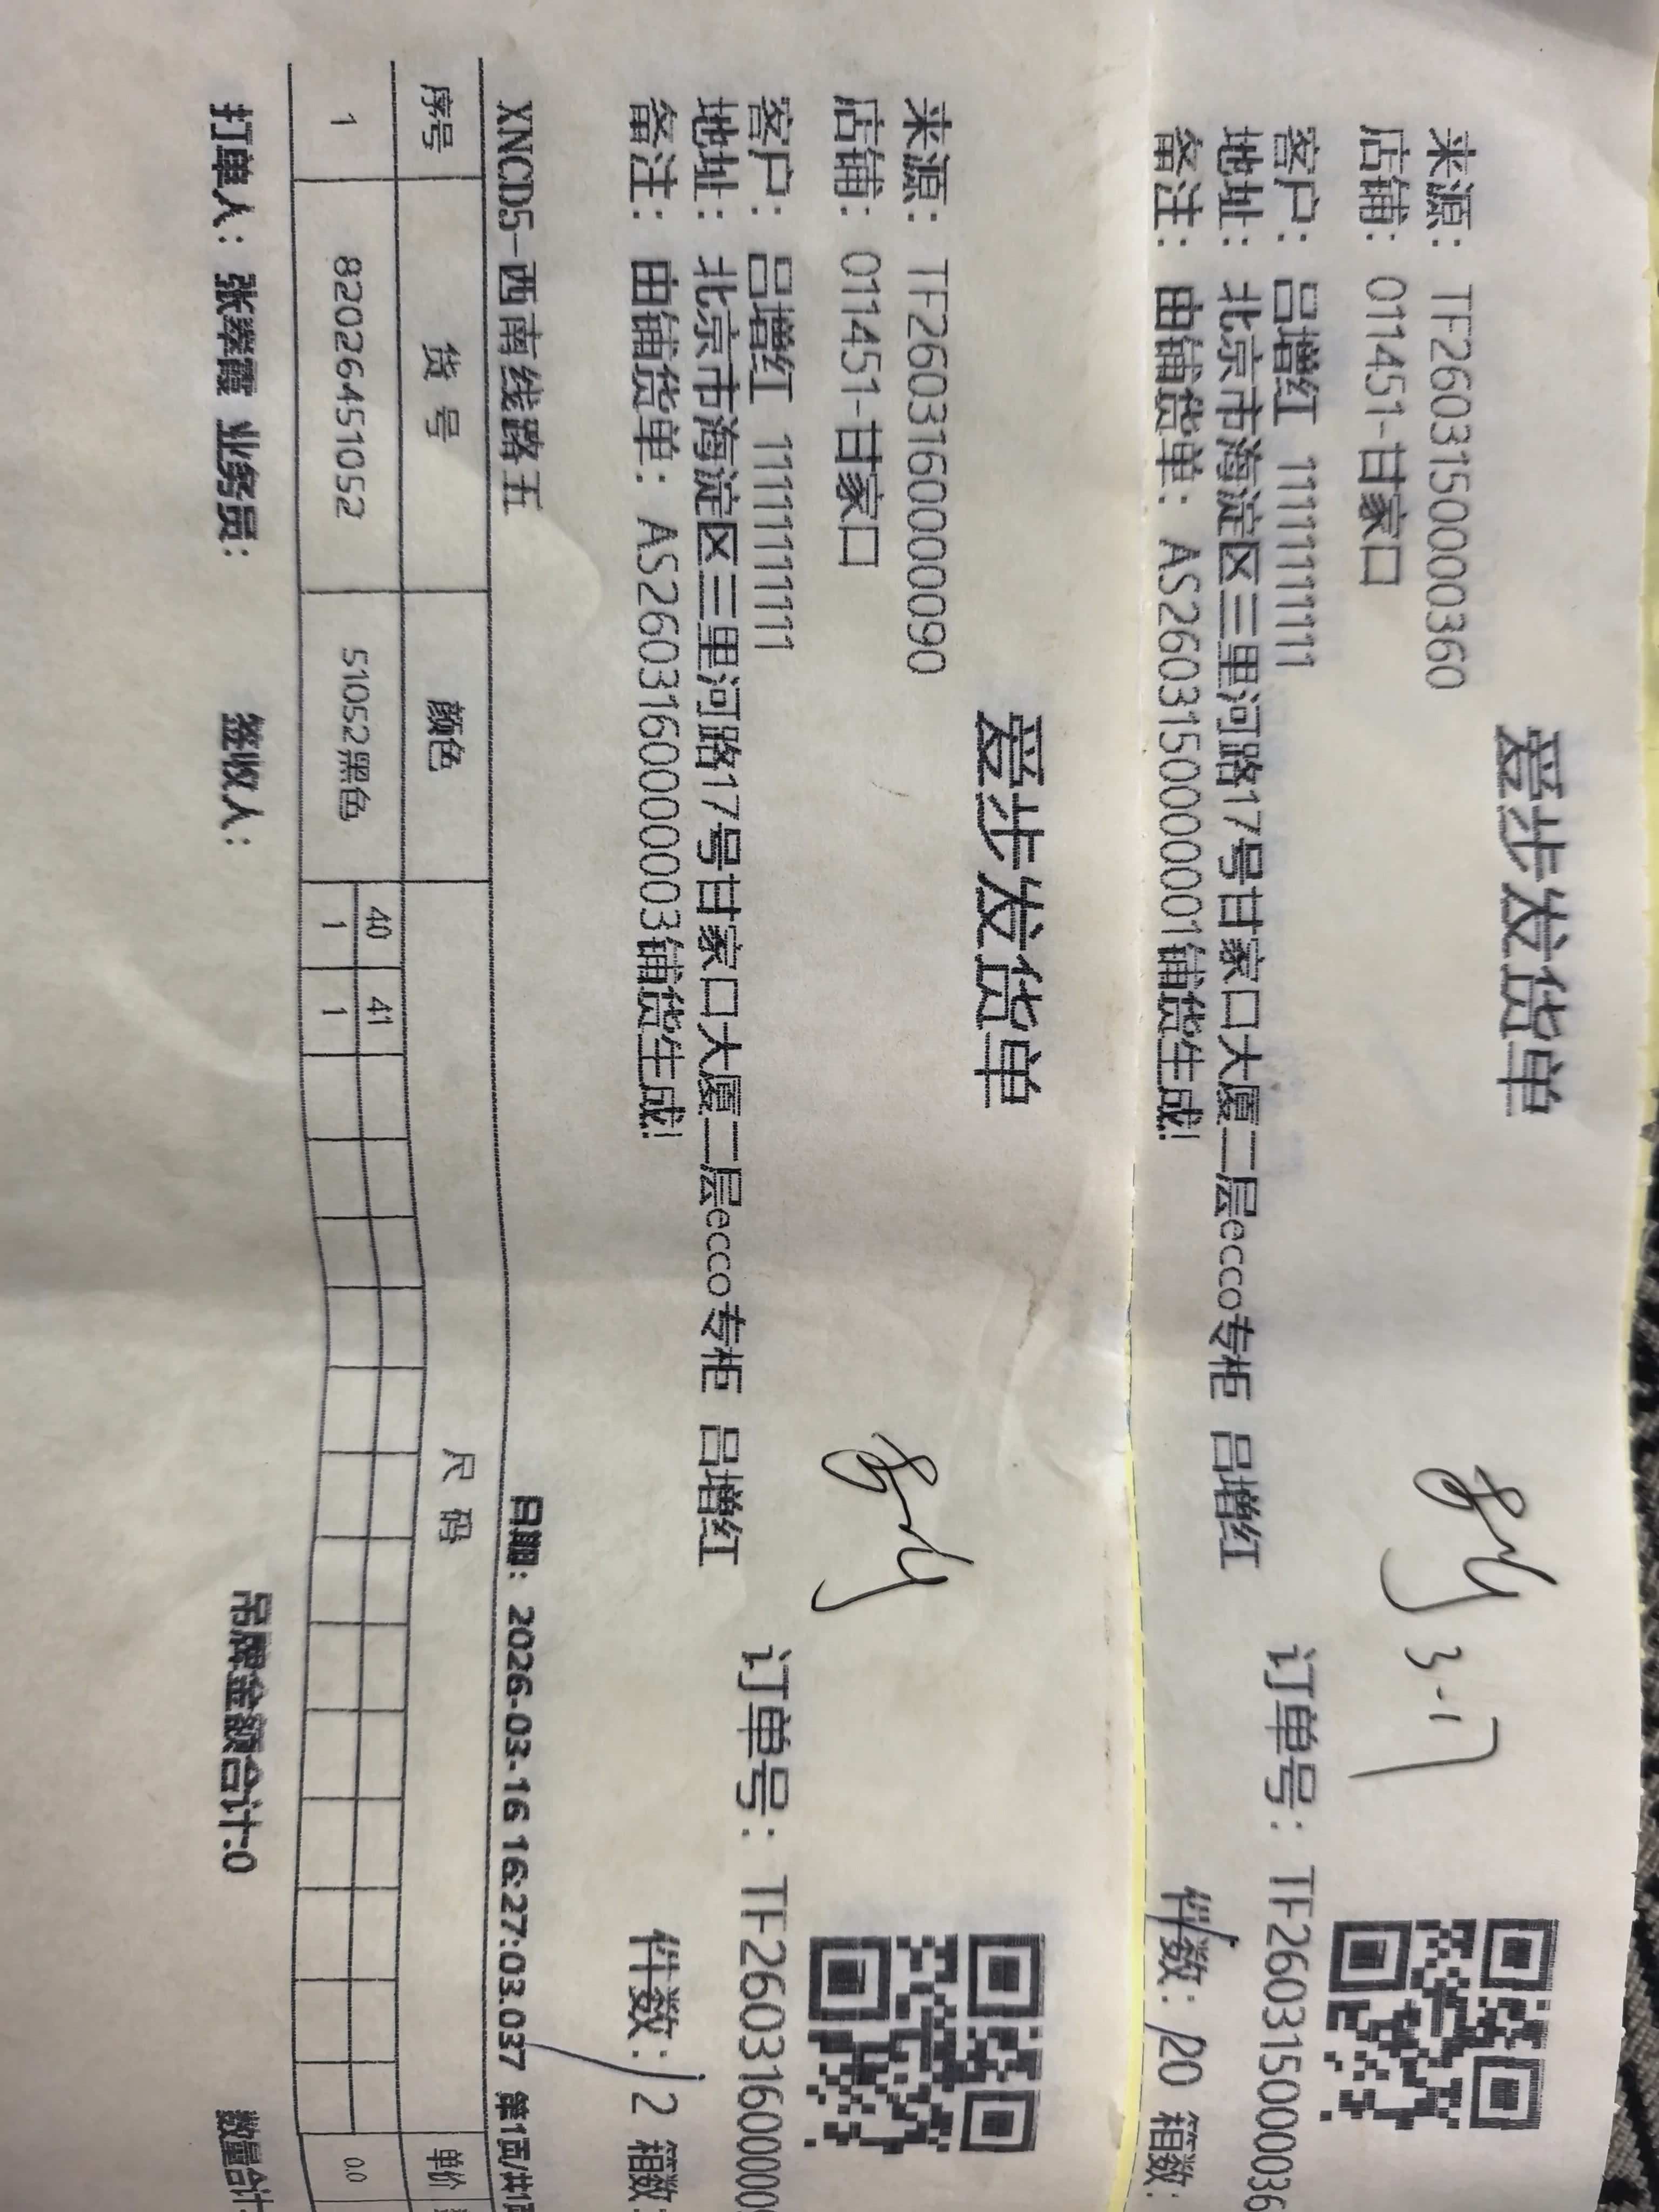 爱步发货单
来源: TF26031500000360
店铺: 011451-甘家口
客户: 吕增红 11111111111 订单号: TF2603150000036
地址: 北京市海淀区三里河路17号甘家口大厦二层ecco专柜 吕增红
备注: 由铺货单: AS26031500000001铺货生成! 件数: 20 箱数:
3-17
爱步发货单
来源: TF26031600000090
店铺: 011451-甘家口
客户: 吕增红 11111111111 订单号: TF2603160000000
地址: 北京市海淀区三里河路17号甘家口大厦二层ecco专柜 吕增红
备注: 由铺货单: AS26031600000003铺货生成! 件数: 2 箱数:
XNCD5-西南线路五 日期: 2026-03-16 16:27:03.037 第1页/共1
序号 货 号 颜色 尺 码 单价
40 41
1 82026451052 51052黑色 1 1 0.0
打单人: 张翠霞 业务员: 签收人: 吊牌金额合计:0 数量合计